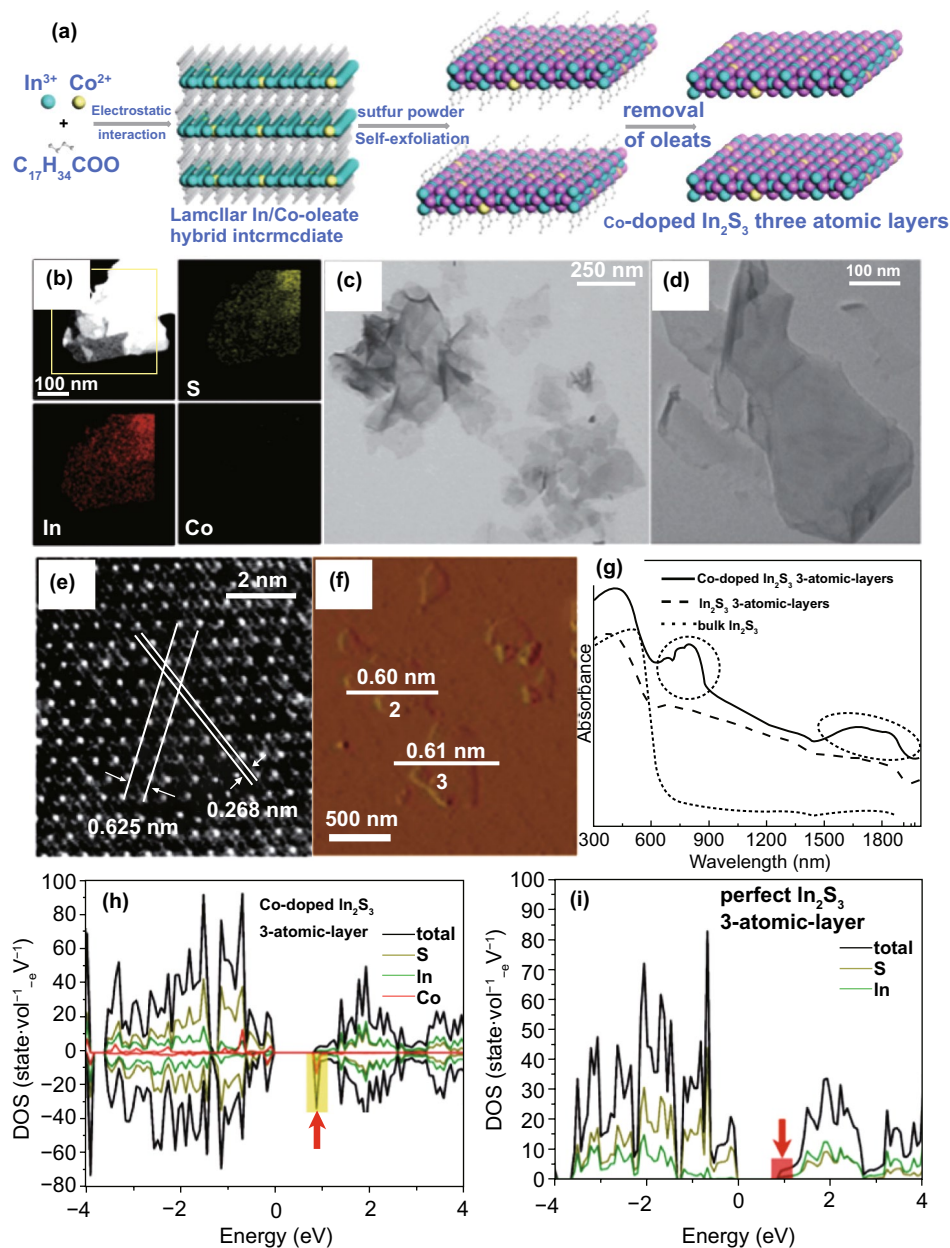 (a)
In³⁺ Co²⁺
+
C₁₇H₃₄COO
Electrostatic
interaction
Lamcllar In/Co-oleate
hybrid intcrmcdiate
sulfur powder
Self-exfoliation
removal
of oleats
Co-doped In₂S₃ three atomic layers
(b)
100 nm
S
In
Co
(c)
250 nm
(d)
100 nm
(e)
2 nm
0.625 nm
0.268 nm
(f)
0.60 nm
2
0.61 nm
3
500 nm
(g)
Co-doped In₂S₃ 3-atomic-layers
In₂S₃ 3-atomic-layers
bulk In₂S₃
Absorbance
300 600 900 1200 1500 1800
Wavelength (nm)
(h)
Co-doped In₂S₃
3-atomic-layer
total
S
In
Co
DOS (state·vol⁻¹₋ₑ V⁻¹)
100
80
60
40
20
0
−20
−40
−60
−80
−4 −2 0 2 4
Energy (eV)
(i)
perfect In₂S₃
3-atomic-layer
total
S
In
DOS (state·vol⁻¹₋ₑ V⁻¹)
100
90
80
70
60
50
40
30
20
10
0
−4 −2 0 2 4
Energy (eV)